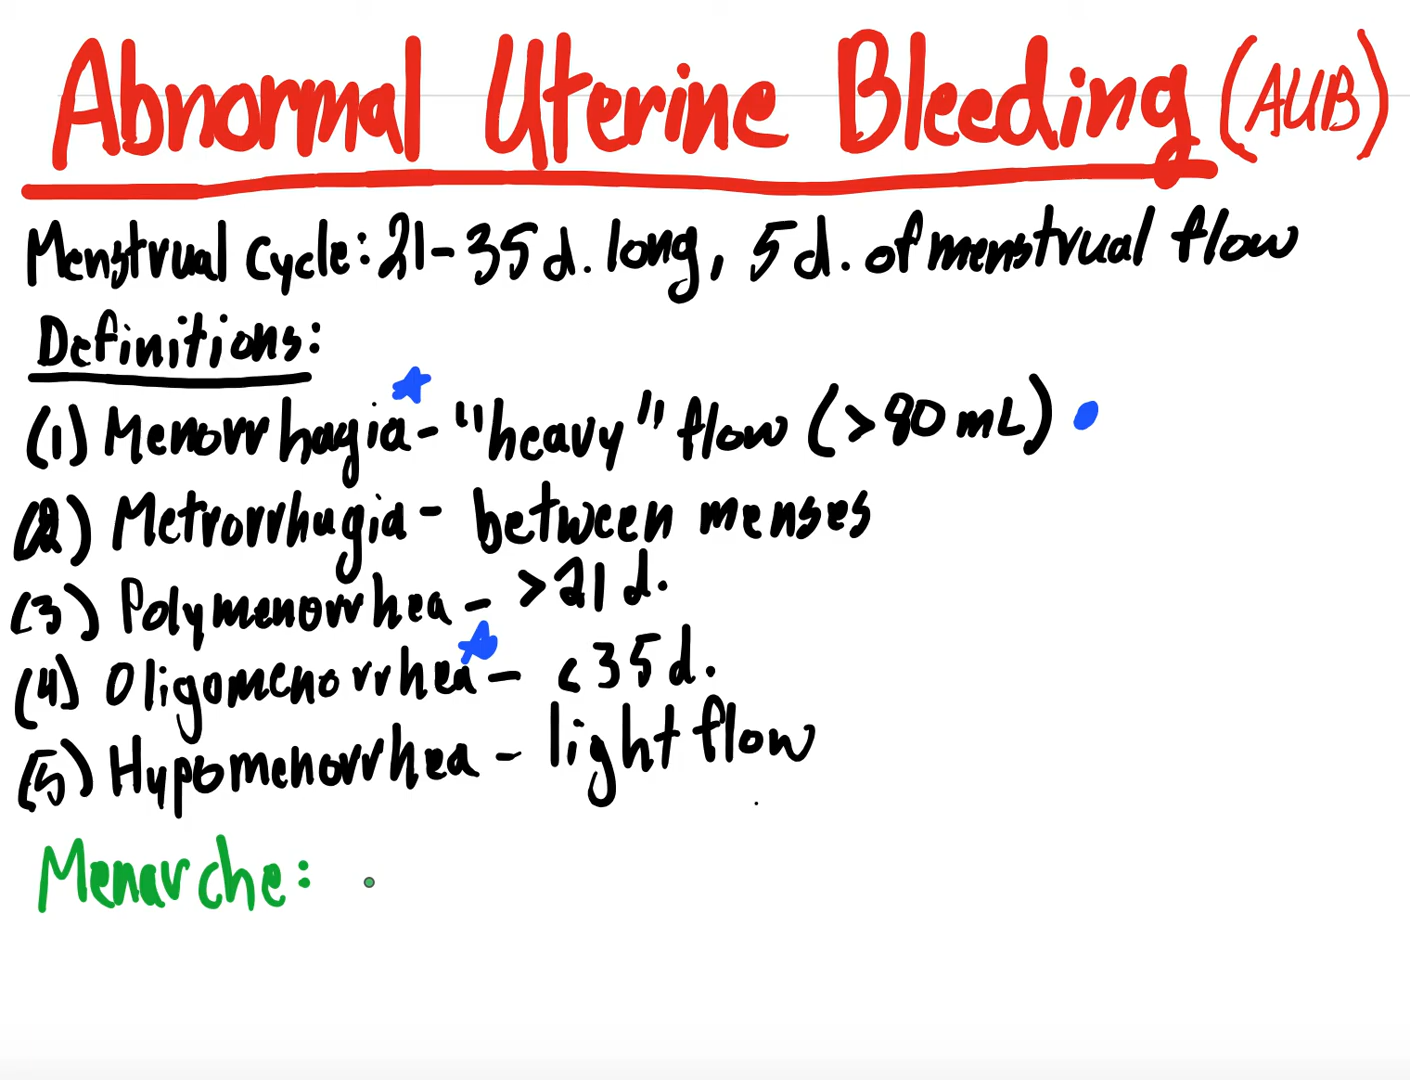 Abnormal Uterine Bleeding (AUB)
Menstrual Cycle: 21-35 d. long, 5 d. of menstrual flow
Definitions:
(1) Menorrhagia - "heavy" flow (>80 mL)
(2) Metrorrhagia - between menses
(3) Polymenorrhea - >21 d.
(4) Oligomenorrhea - <35 d.
(5) Hypomenorrhea - light flow
Menarche: